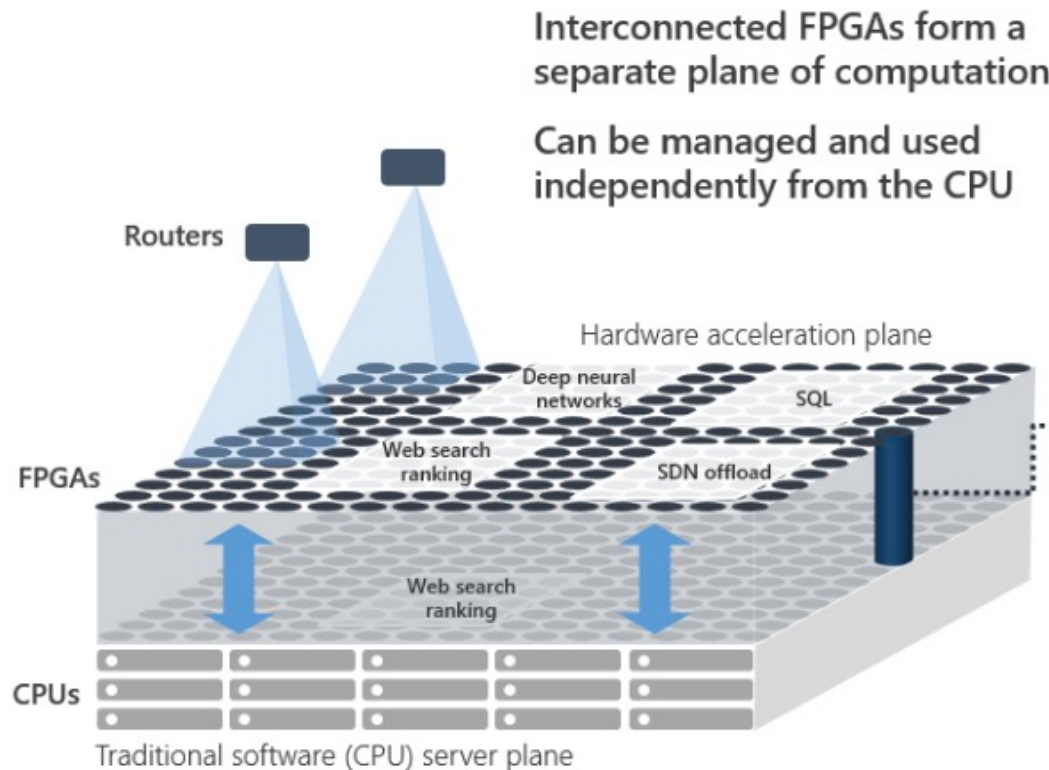 Interconnected FPGAs form a
separate plane of computation
Can be managed and used
independently from the CPU
Routers
Hardware acceleration plane
Deep neural
networks
SQL
Web search
ranking
SDN offload
FPGAs
Web search
ranking
CPUs
Traditional software (CPU) server plane